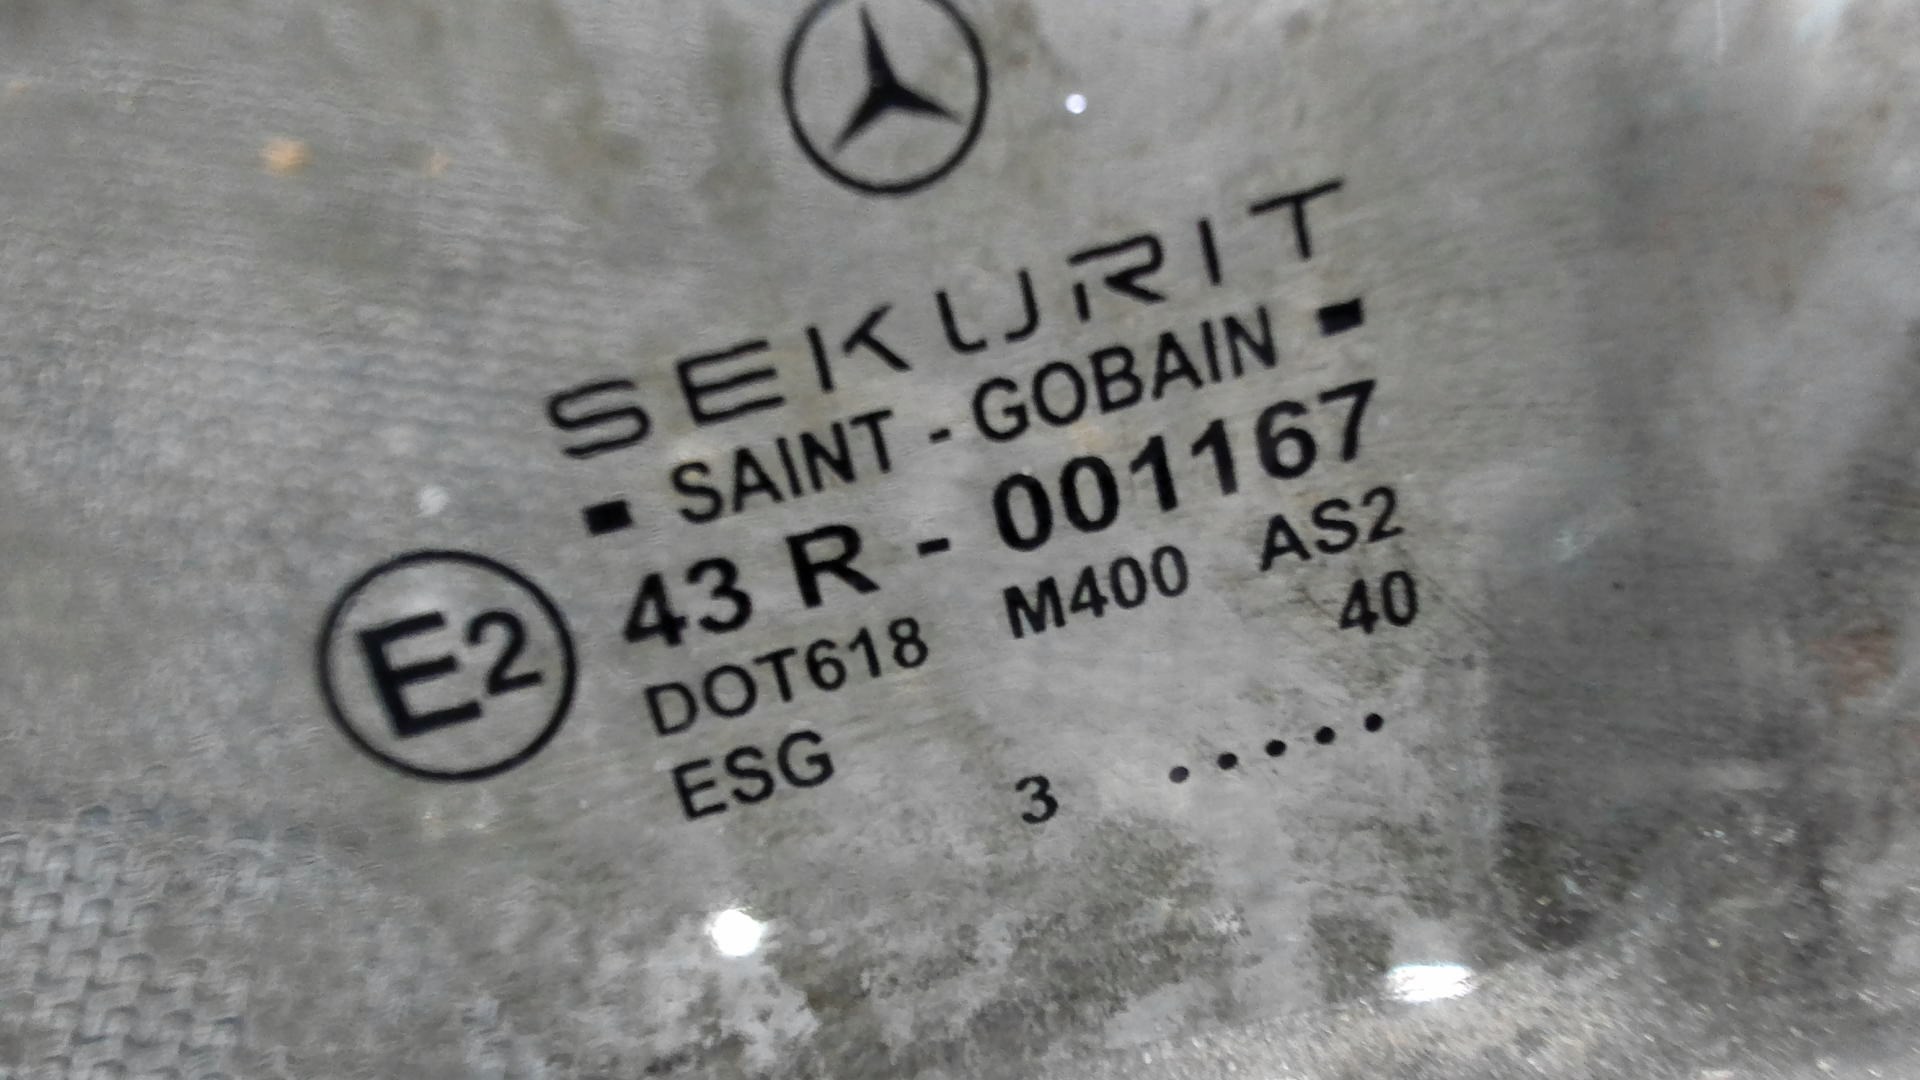 SEKURIT
▪ SAINT - GOBAIN ▪
E2 43 R - 001167
DOT618 M400 AS2
40
ESG 3 .....